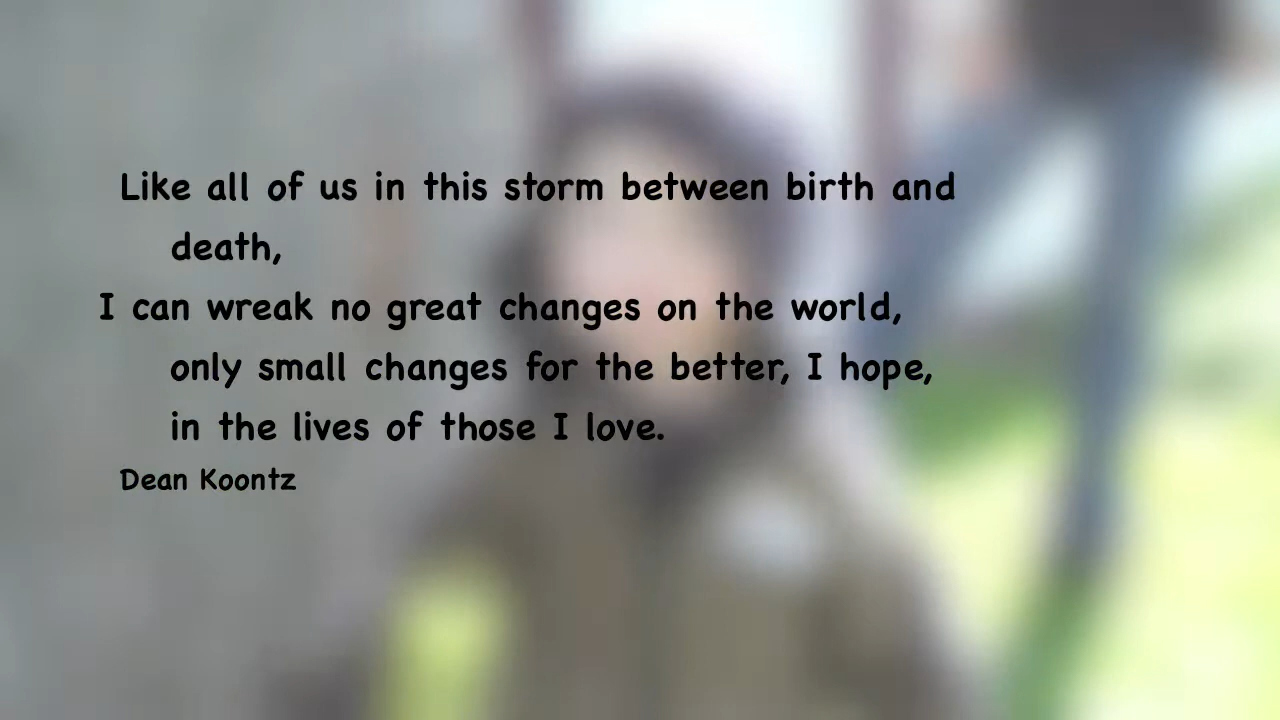 Like all of us in this storm between birth and
death,
I can wreak no great changes on the world,
only small changes for the better, I hope,
in the lives of those I love.
Dean Koontz